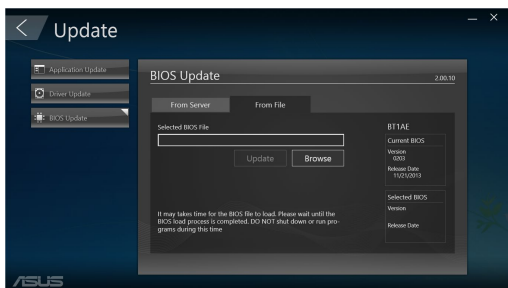 Update
Application Update
Driver Update
BIOS Update
BIOS Update
2.00.10
From Server
From File
Selected BIOS File
Update
Browse
It may takes time for the BIOS file to load. Please wait until the
BIOS load process is completed. DO NOT shut down or run pro-
grams during this time
BT1AE
Current BIOS
Version
0203
Release Date
11/21/2013
Selected BIOS
Version
Release Date
ASUS